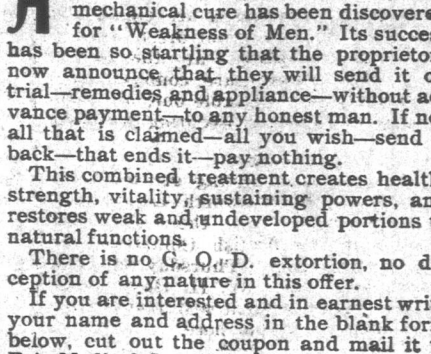 A mechanical cure has been discovere
for "Weakness of Men." Its succe
has been so startling that the proprieto
now announce that they will send it o
trial—remedies and appliance—without a
vance payment—to any honest man. If no
all that is claimed—all you wish—send
back—that ends it—pay nothing.
This combined treatment creates healt
strength, vitality, sustaining powers, an
restores weak and undeveloped portions
natural functions.
There is no C. O. D. extortion, no d
ception of any nature in this offer.
If you are interested and in earnest wri
your name and address in the blank for
below, cut out the coupon and mail it